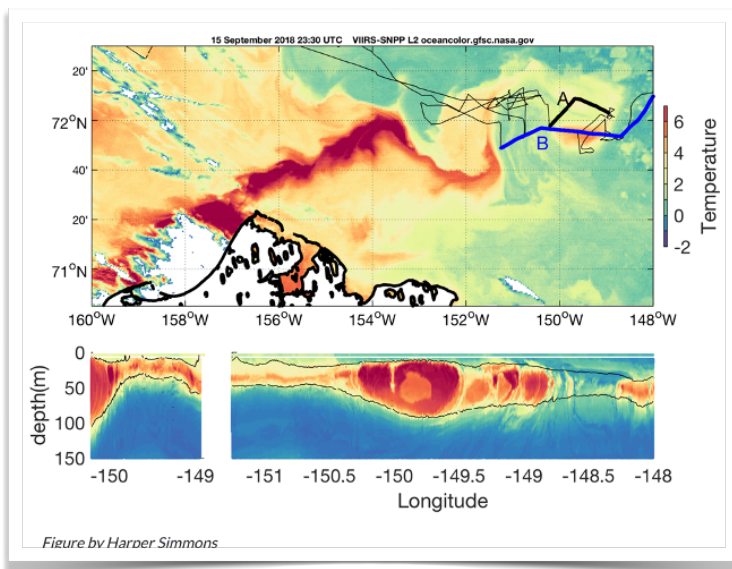 15 September 2018 23:30 UTC VIIRS-SNPP L2 oceancolor.gfsc.nasa.gov
20'
72°N
40'
20'
71°N
A
B
160°W 158°W 156°W 154°W 152°W 150°W 148°W
6
4
2
0
-2
Temperature
0
50
100
150
depth(m)
-150 -149 -151 -150.5 -150 -149.5 -149 -148.5 -148
Longitude
Figure by Harper Simmons